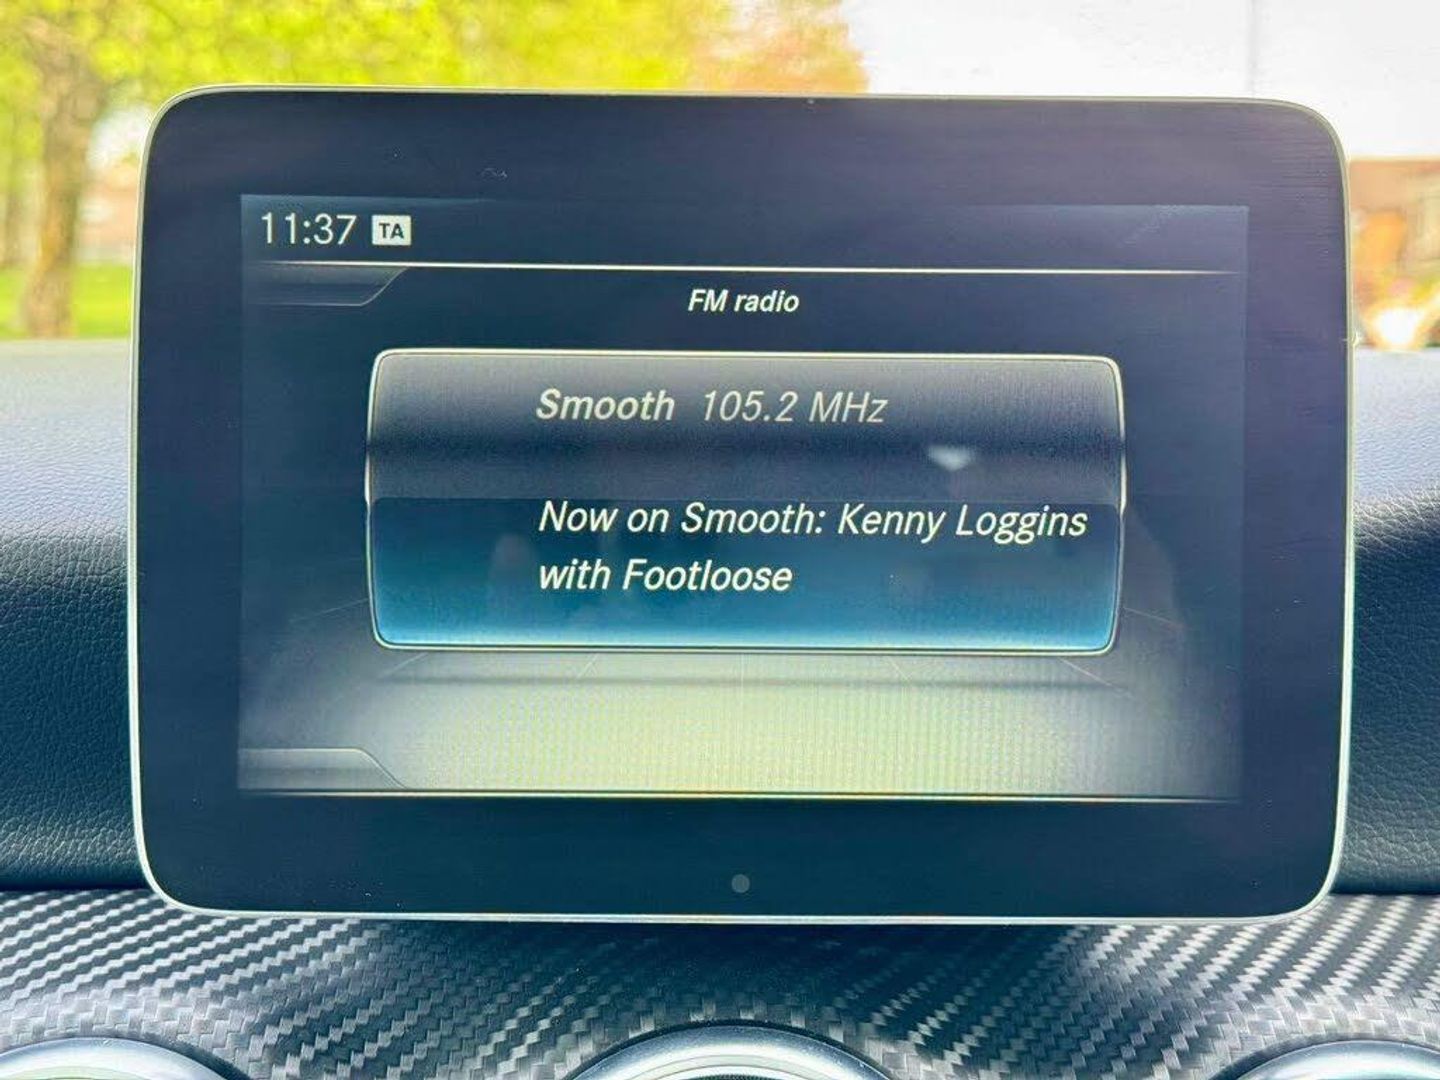 11:37 TA
FM radio
Smooth 105.2 MHz
Now on Smooth: Kenny Loggins
with Footloose